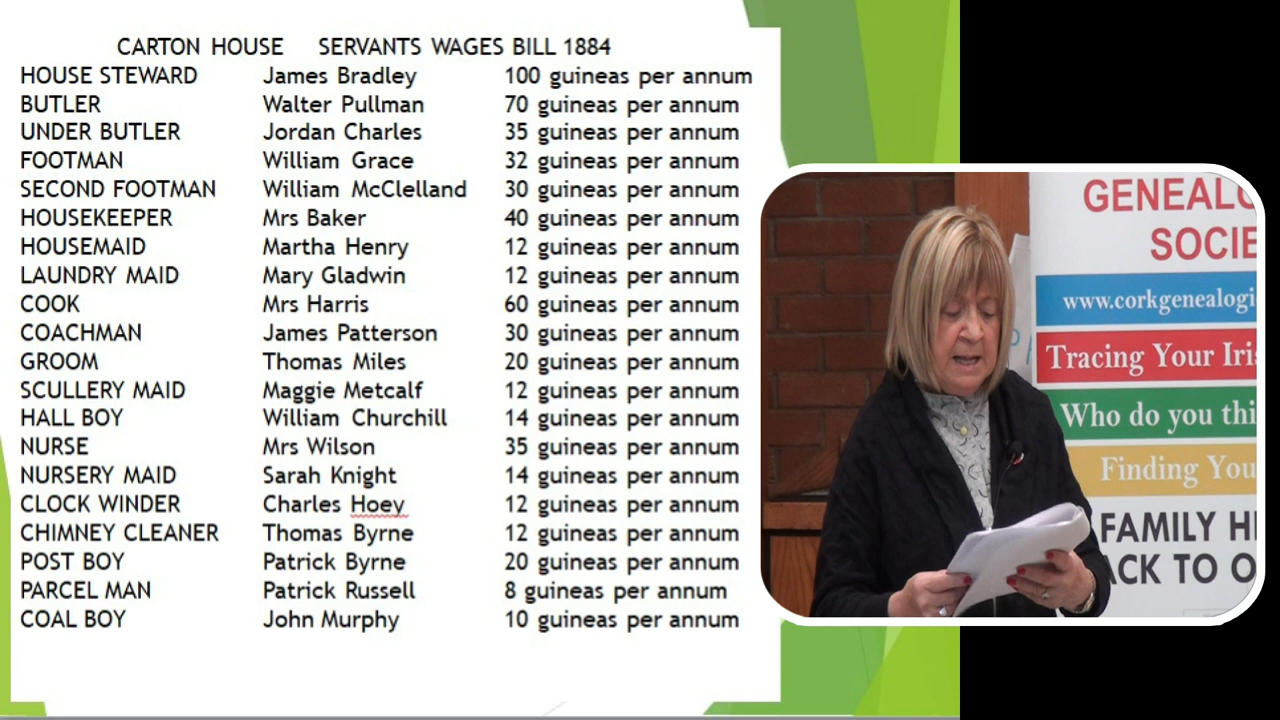 CARTON HOUSE SERVANTS WAGES BILL 1884
HOUSE STEWARD James Bradley 100 guineas per annum
BUTLER Walter Pullman 70 guineas per annum
UNDER BUTLER Jordan Charles 35 guineas per annum
FOOTMAN William Grace 32 guineas per annum
SECOND FOOTMAN William McClelland 30 guineas per annum
HOUSEKEEPER Mrs Baker 40 guineas per annum
HOUSEMAID Martha Henry 12 guineas per annum
LAUNDRY MAID Mary Gladwin 12 guineas per annum
COOK Mrs Harris 60 guineas per annum
COACHMAN James Patterson 30 guineas per annum
GROOM Thomas Miles 20 guineas per annum
SCULLERY MAID Maggie Metcalf 12 guineas per annum
HALL BOY William Churchill 14 guineas per annum
NURSE Mrs Wilson 35 guineas per annum
NURSERY MAID Sarah Knight 14 guineas per annum
CLOCK WINDER Charles Hoey 12 guineas per annum
CHIMNEY CLEANER Thomas Byrne 12 guineas per annum
POST BOY Patrick Byrne 20 guineas per annum
PARCEL MAN Patrick Russell 8 guineas per annum
COAL BOY John Murphy 10 guineas per annum
GENEALO
SOCIE
www.corkgenealogi
Tracing Your Iris
Who do you thi
Finding You
FAMILY HI
ACK TO O